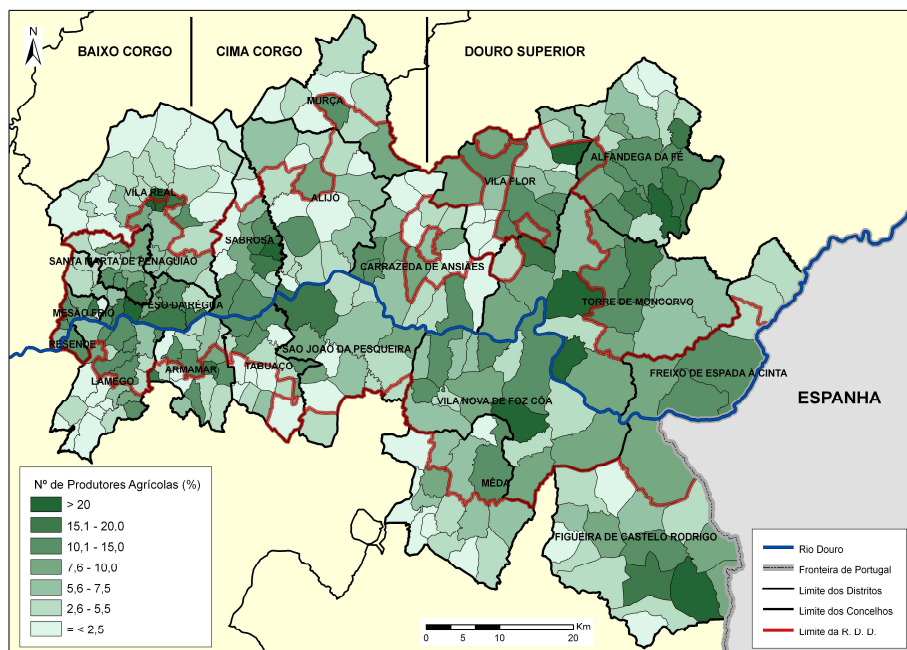 N
BAIXO CORGO
CIMA CORGO
DOURO SUPERIOR
MURÇA
ALFANDEGA DA FÉ
VILA FLOR
VILA REAL
ALIJÓ
SABROSA
SANTA MARTA DE PENAGUIÃO
CARRAZEDA DE ANSIÃES
MESÃO FRIO
PESO DA RÉGUA
TORRE DE MONCORVO
RESENDE
SÃO JOÃO DA PESQUEIRA
LAMEGO
ARMAMAR
TABUAÇO
FREIXO DE ESPADA À CINTA
VILA NOVA DE FOZ CÔA
ESPANHA
MÊDA
FIGUEIRA DE CASTELO RODRIGO
Nº de Produtores Agrícolas (%)
> 20
15,1 - 20,0
10,1 - 15,0
7,6 - 10,0
5,6 - 7,5
2,6 - 5,5
= < 2,5
Km
0 5 10 20
Rio Douro
Fronteira de Portugal
Limite dos Distritos
Limite dos Concelhos
Limite da R. D. D.